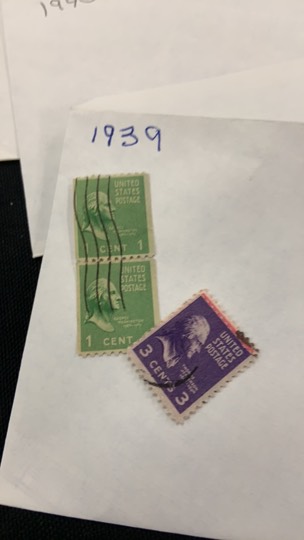 1939
UNITED
STATES
POSTAGE
CENT 1
UNITED
STATES
POSTAGE
1 CENT
UNITED
STATES
POSTAGE
3 CENTS 3